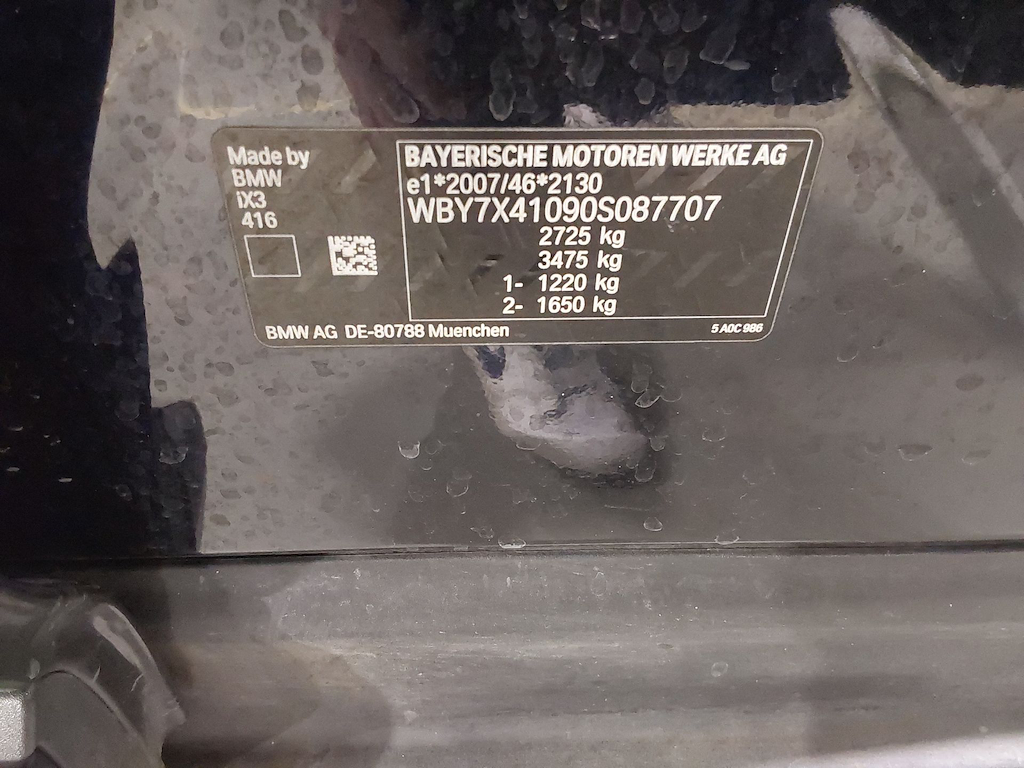 Made by
BMW
iX3
416
BAYERISCHE MOTOREN WERKE AG
e1*2007/46*2130
WBY7X41090S087707
2725 kg
3475 kg
1- 1220 kg
2- 1650 kg
BMW AG DE-80788 Muenchen
5 A0C 986